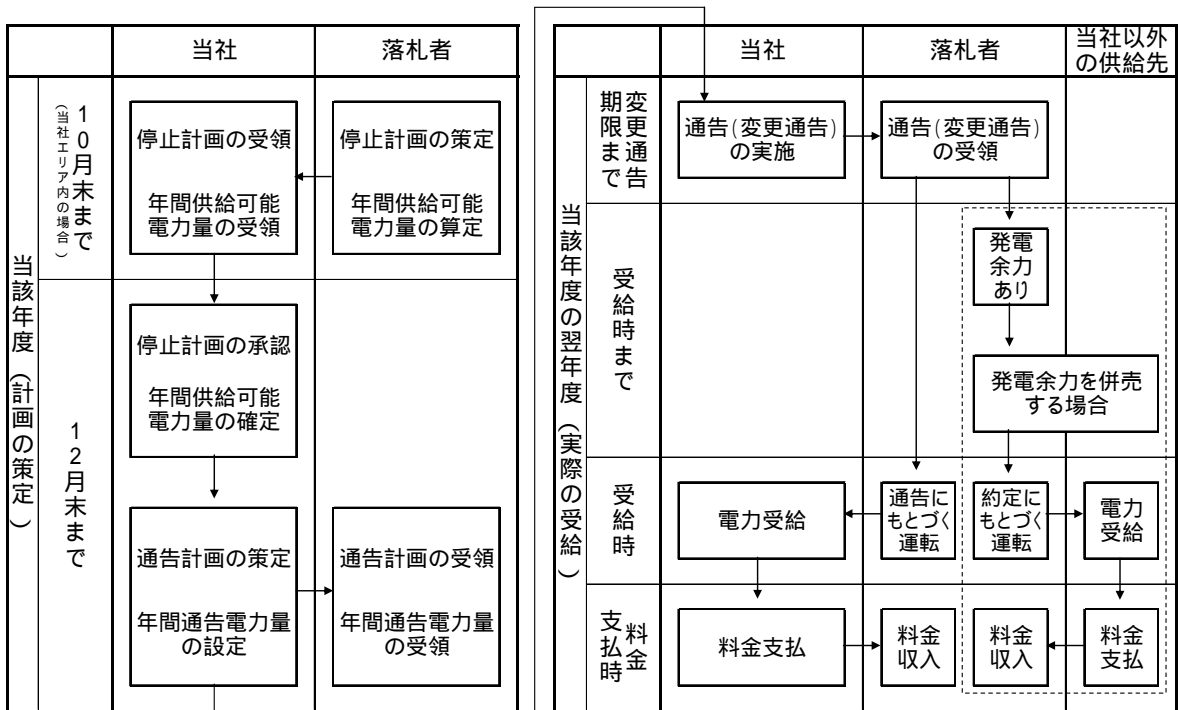 当社
落札者
当該年度（計画の策定）
10月末まで
（当社エリア内の場合）
停止計画の受領
年間供給可能
電力量の受領
停止計画の策定
年間供給可能
電力量の算定
12月末まで
停止計画の承認
年間供給可能
電力量の確定
通告計画の策定
年間通告電力量
の設定
通告計画の受領
年間通告電力量
の受領
当社
落札者
当社以外
の供給先
当該年度の翌年度（実際の受給）
変更通告
期限まで
通告(変更通告)
の実施
通告(変更通告)
の受領
受給時まで
発電
余力
あり
発電余力を併売
する場合
受給時
電力受給
通告に
もとづく
運転
約定に
もとづく
運転
電力
受給
料金
支払時
料金支払
料金
収入
料金
収入
料金
支払